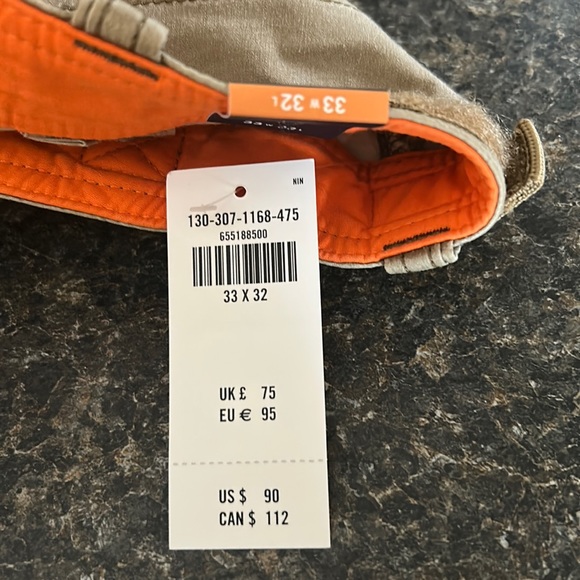 33 W 32 L
NIN
130-307-1168-475
655188500
33 X 32
UK £ 75
EU € 95
US $ 90
CAN $ 112